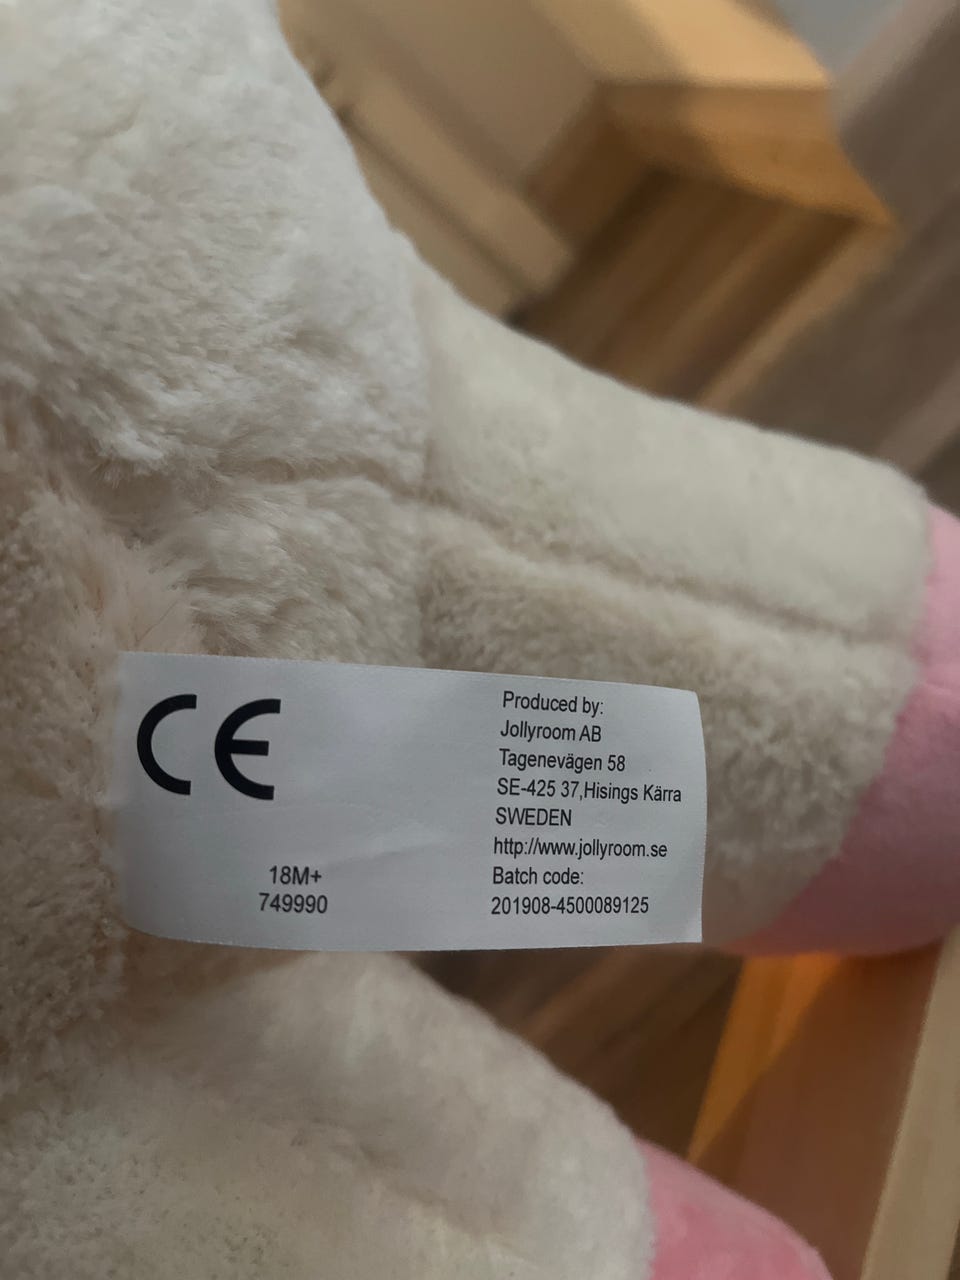 CE
18M+
749990
Produced by:
Jollyroom AB
Tagenevägen 58
SE-425 37,Hisings Kärra
SWEDEN
http://www.jollyroom.se
Batch code:
201908-4500089125